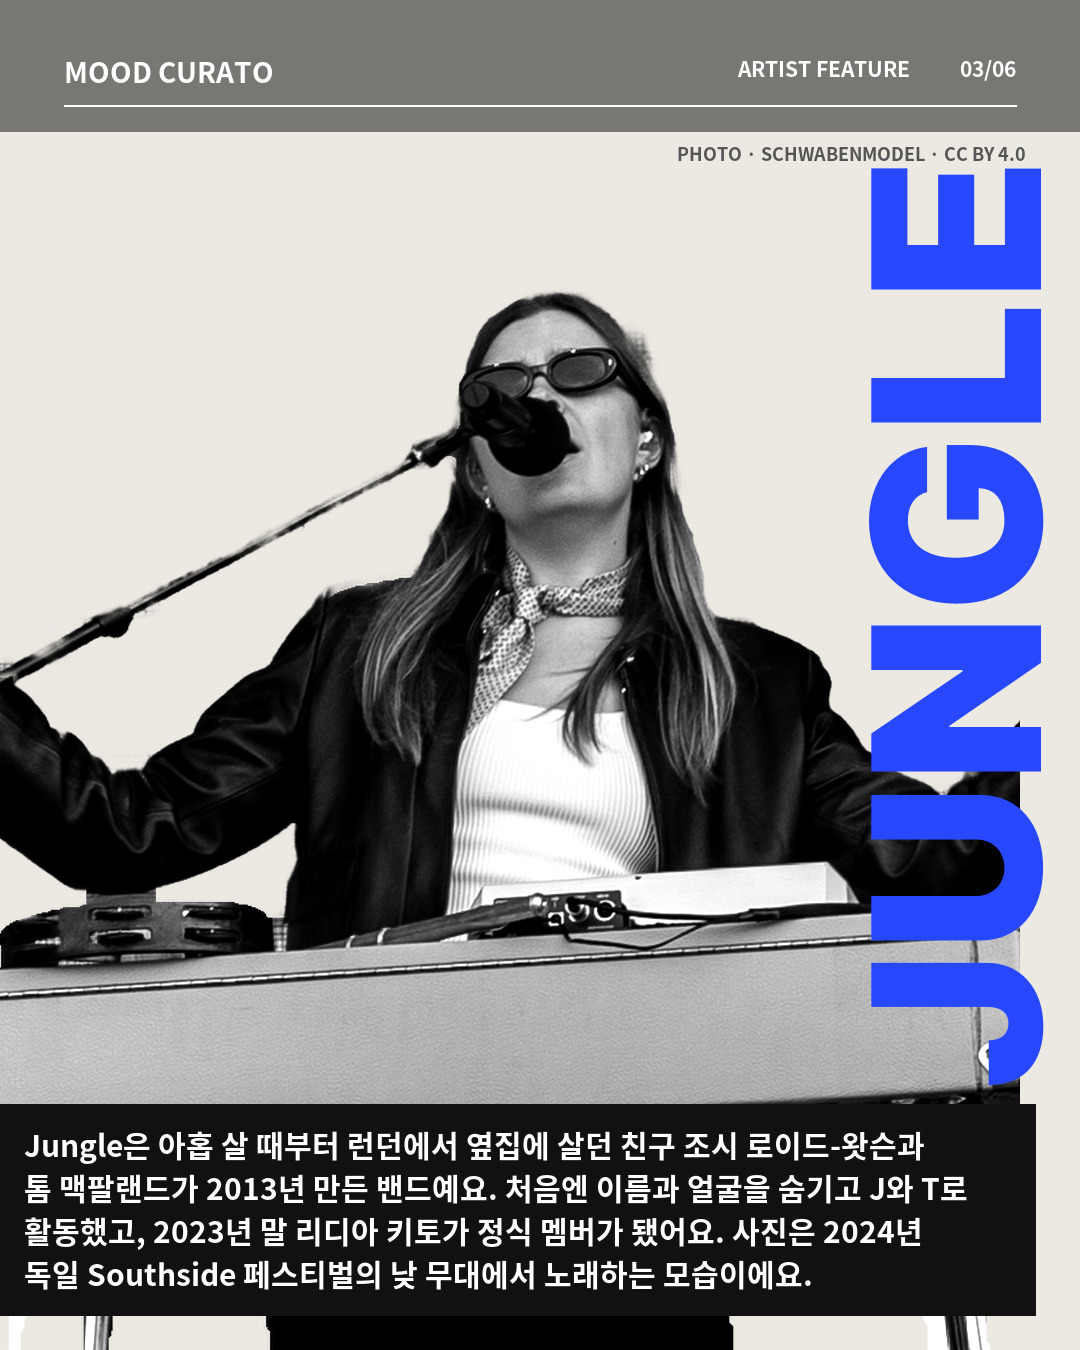 MOOD CURATO
ARTIST FEATURE 03/06
PHOTO · SCHWABENMODEL · CC BY 4.0
JUNGLE
Jungle은 아홉 살 때부터 런던에서 옆집에 살던 친구 조시 로이드-왓슨과
톰 맥팔랜드가 2013년 만든 밴드예요. 처음엔 이름과 얼굴을 숨기고 J와 T로
활동했고, 2023년 말 리디아 키토가 정식 멤버가 됐어요. 사진은 2024년
독일 Southside 페스티벌의 낮 무대에서 노래하는 모습이에요.